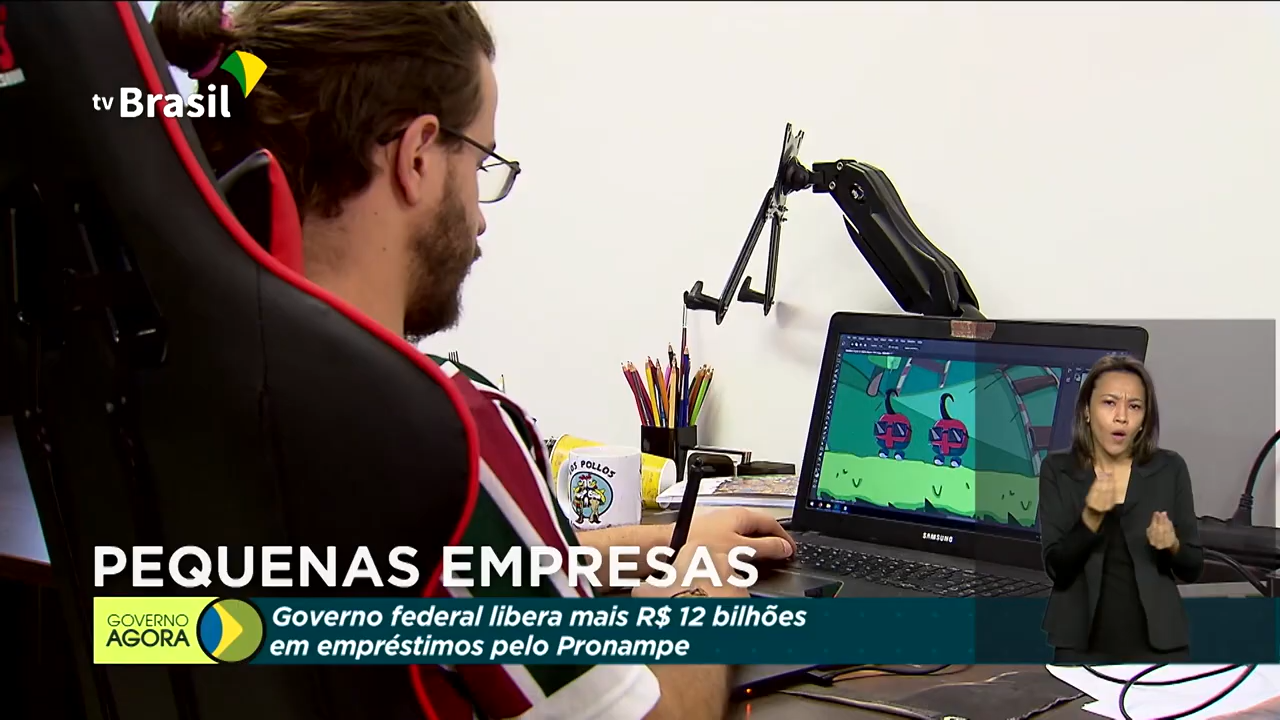 tv Brasil
LOS POLLOS
SAMSUNG
PEQUENAS EMPRESAS
GOVERNO
AGORA
Governo federal libera mais R$ 12 bilhões
em empréstimos pelo Pronampe